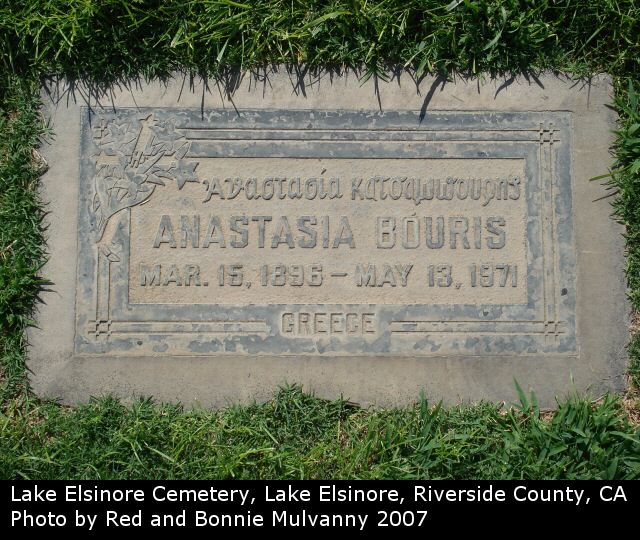 Αναστασία
ANASTASIA BOURIS
MAR. 15, 1896 – MAY 13, 1971
GREECE
Lake Elsinore Cemetery, Lake Elsinore, Riverside County, CA
Photo by Red and Bonnie Mulvanny 2007